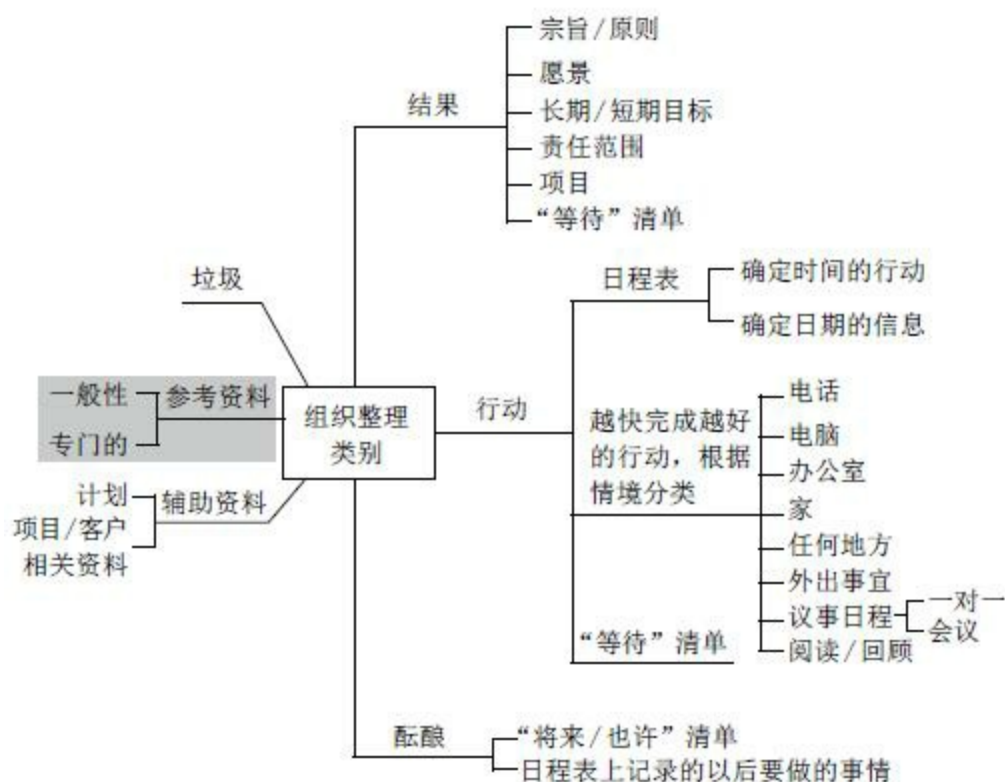 结果
宗旨/原则
愿景
长期/短期目标
责任范围
项目
“等待”清单
垃圾
一般性
专门的
参考资料
计划
项目/客户
相关资料
辅助资料
组织整理
类别
行动
日程表
确定时间的行动
确定日期的信息
越快完成越好
的行动，根据
情境分类
电话
电脑
办公室
家
任何地方
外出事宜
议事日程
一对一
会议
阅读/回顾
“等待”清单
酝酿
“将来/也许”清单
日程表上记录的以后要做的事情